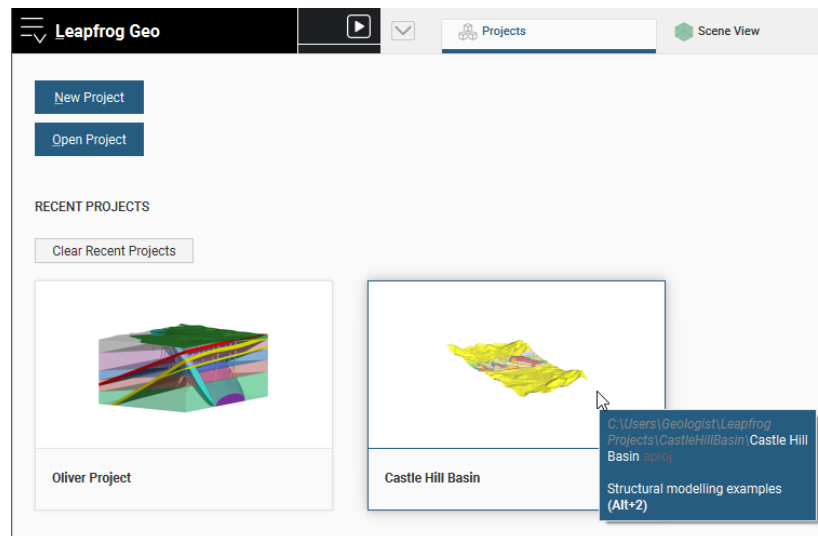 Leapfrog Geo
Projects
Scene View
New Project
Open Project
RECENT PROJECTS
Clear Recent Projects
Oliver Project
Castle Hill Basin
C:\Users\Geologist\Leapfrog
Projects\CastleHillBasin\Castle Hill
Basin.aproj
Structural modelling examples
(Alt+2)